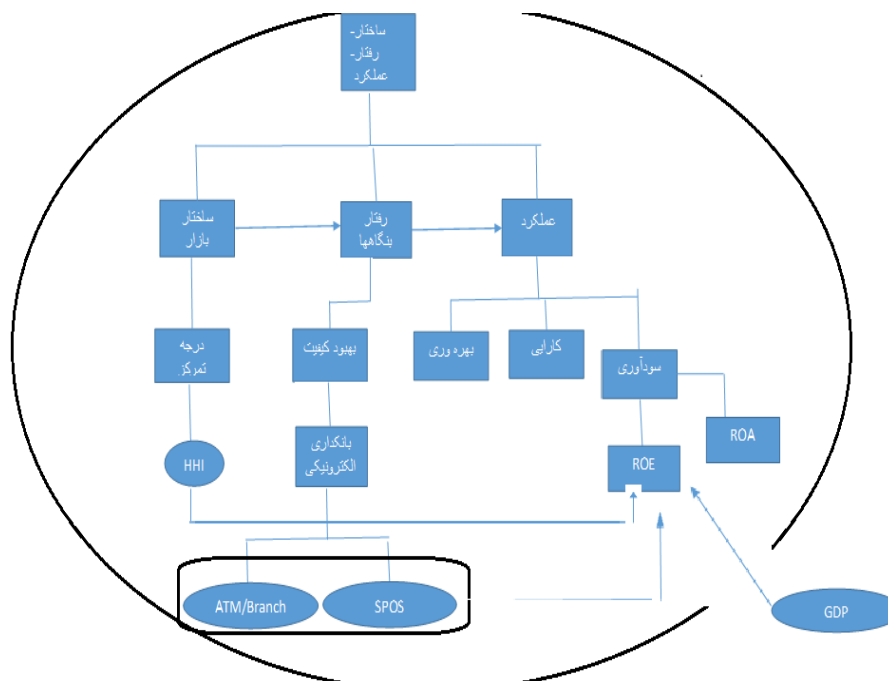 ساختار-
رفتار-
عملکرد
ساختار
بازار
رفتار
بنگاهها
عملکرد
درجه
تمرکز
بهبود کیفیت
بهره وری
کارایی
سودآوری
ROA
HHI
بانکداری
الکترونیکی
ROE
ATM/Branch
SPOS
GDP